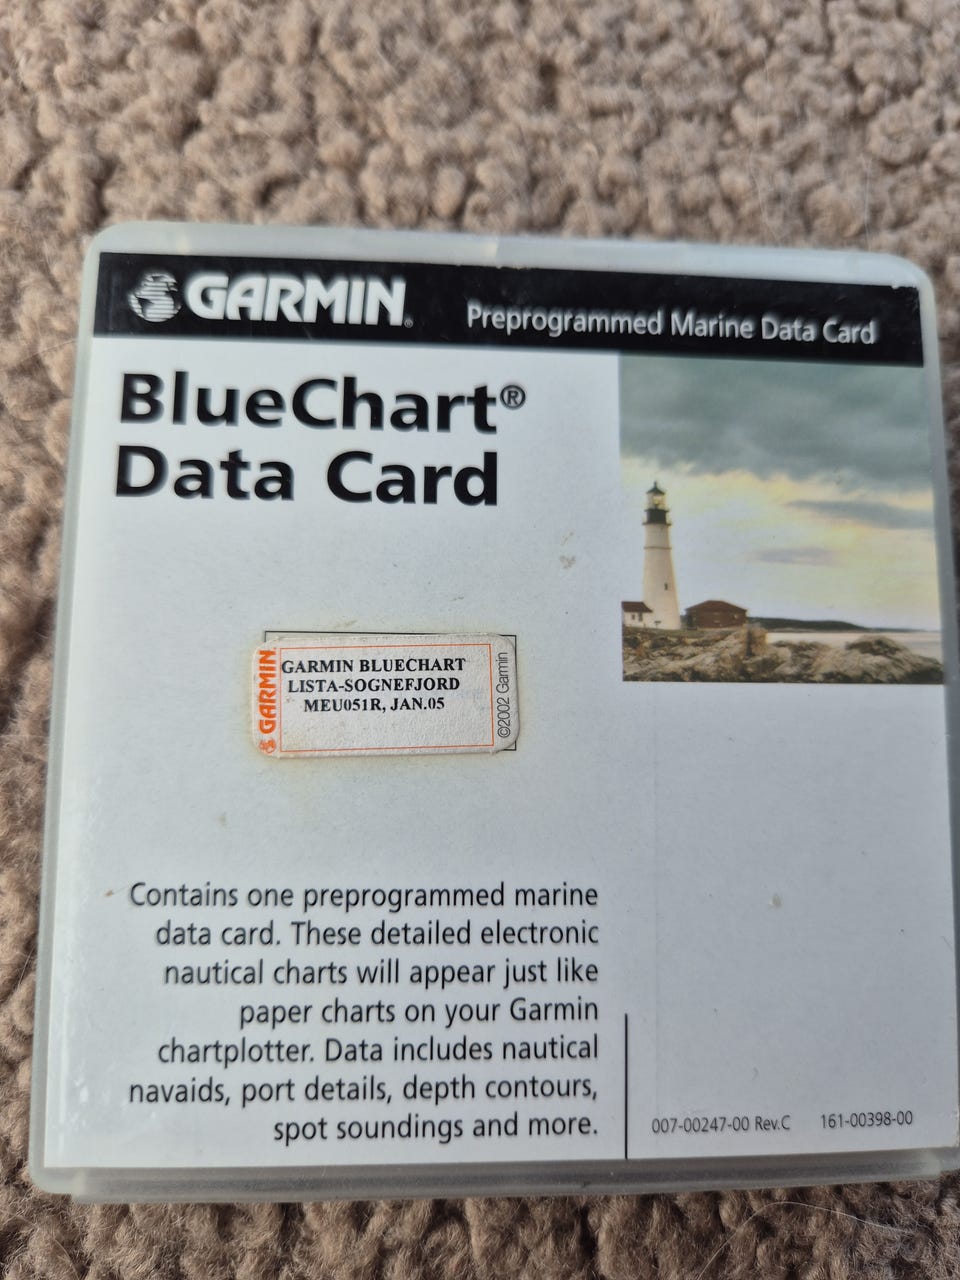 GARMIN®
Preprogrammed Marine Data Card
BlueChart®
Data Card
GARMIN
GARMIN BLUECHART
LISTA-SOGNEFJORD
MEU051R, JAN.05
©2002 Garmin
Contains one preprogrammed marine
data card. These detailed electronic
nautical charts will appear just like
paper charts on your Garmin
chartplotter. Data includes nautical
navaids, port details, depth contours,
spot soundings and more.
007-00247-00 Rev.C 161-00398-00